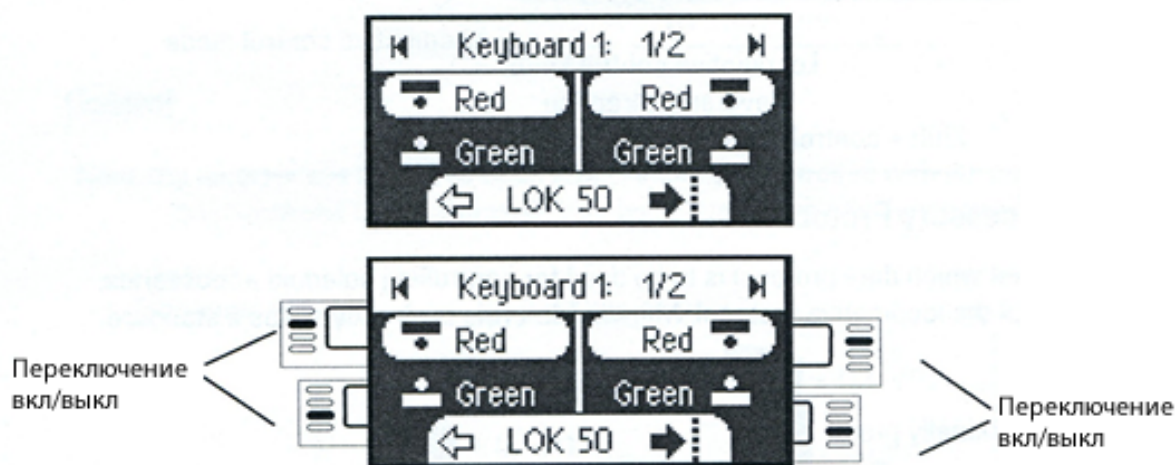 Keyboard 1: 1/2
Red Red
Green Green
LOK 50
Keyboard 1: 1/2
Red Red
Green Green
LOK 50
Переключение
вкл/выкл
Переключение
вкл/выкл